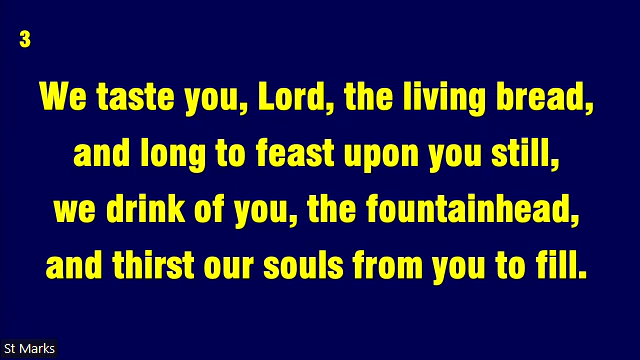 3
We taste you, Lord, the living bread,
and long to feast upon you still,
we drink of you, the fountainhead,
and thirst our souls from you to fill.
St Marks